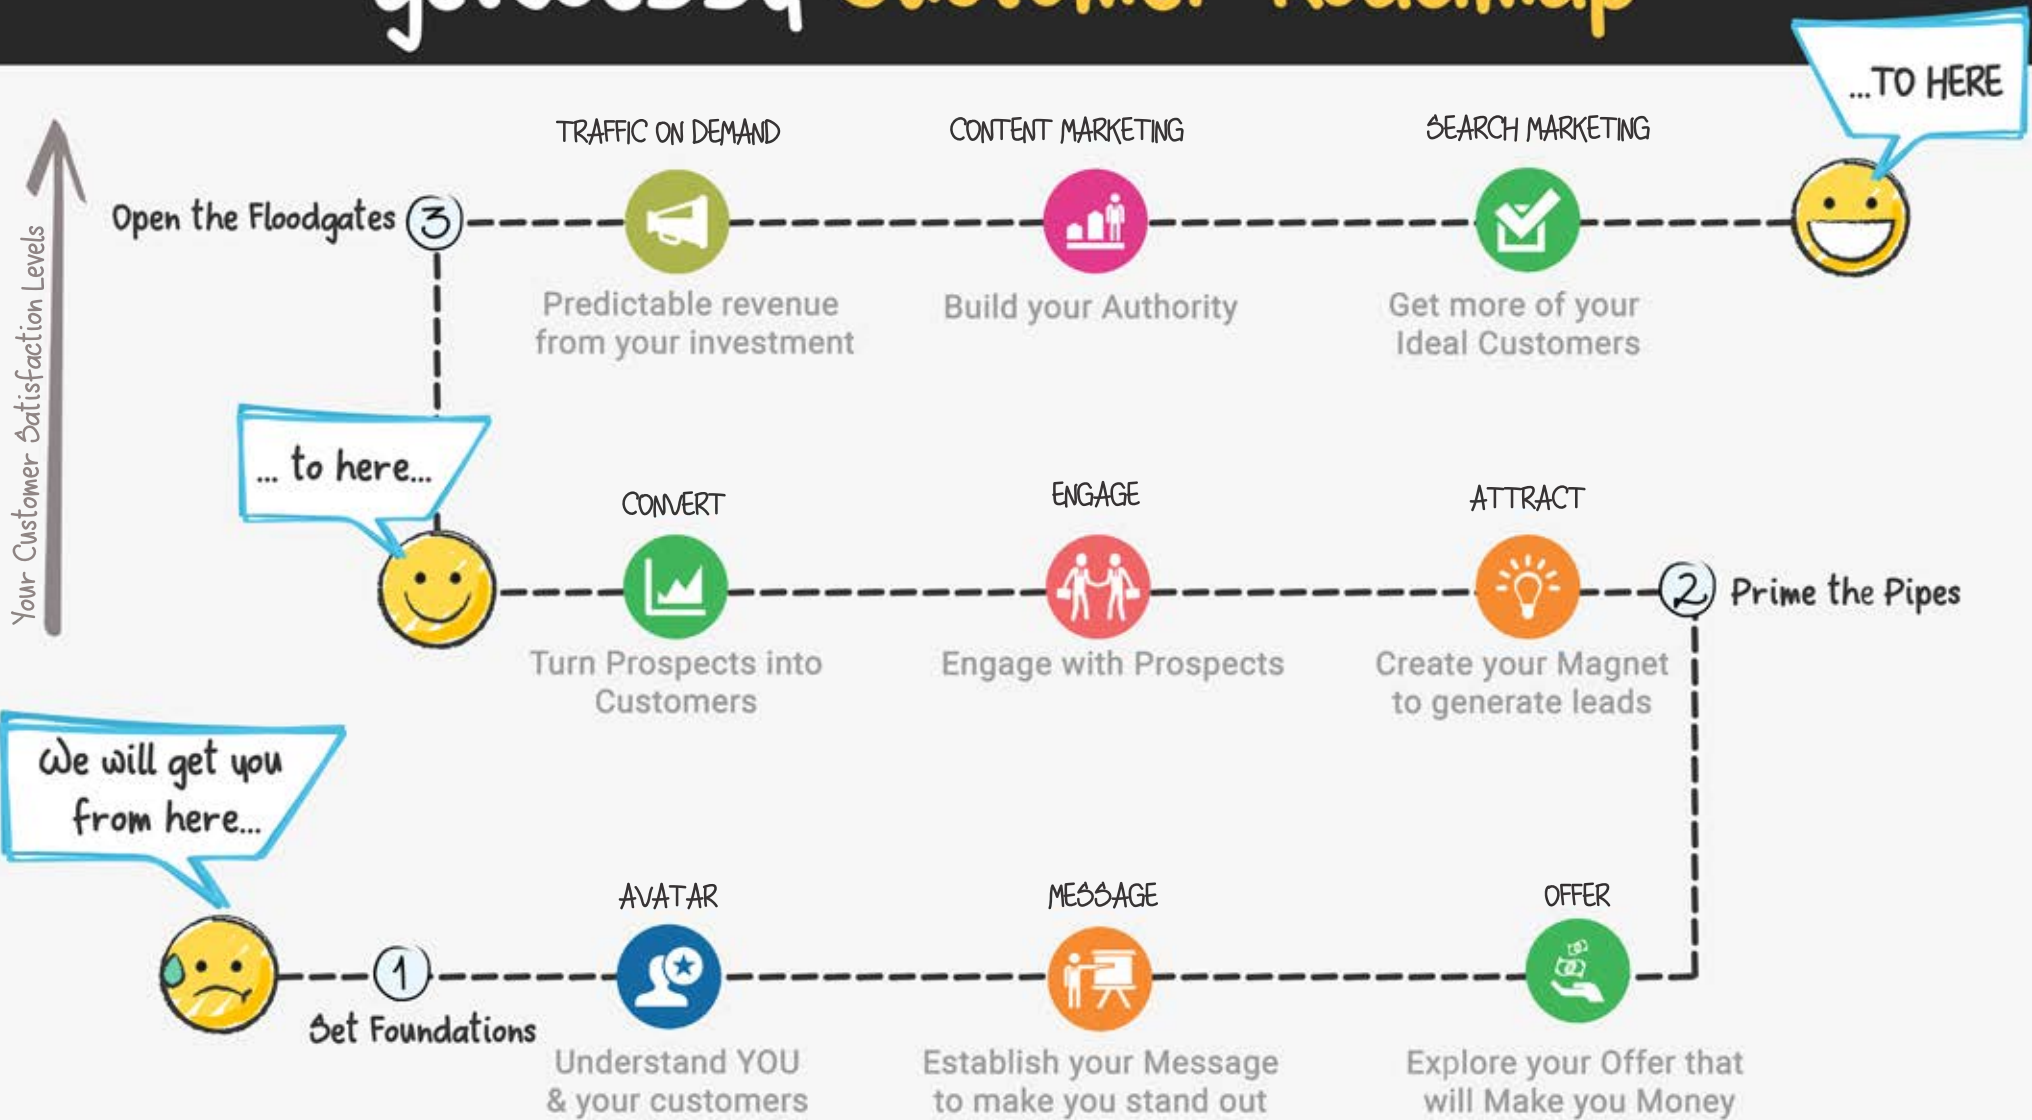 Customer Roadmap
...TO HERE
TRAFFIC ON DEMAND
CONTENT MARKETING
SEARCH MARKETING
Open the Floodgates
3
Predictable revenue
from your investment
Build your Authority
Get more of your
Ideal Customers
Your Customer Satisfaction Levels
... to here...
CONVERT
ENGAGE
ATTRACT
2
Prime the Pipes
Turn Prospects into
Customers
Engage with Prospects
Create your Magnet
to generate leads
We will get you
from here...
AVATAR
MESSAGE
OFFER
1
Set Foundations
Understand YOU
& your customers
Establish your Message
to make you stand out
Explore your Offer that
will Make you Money